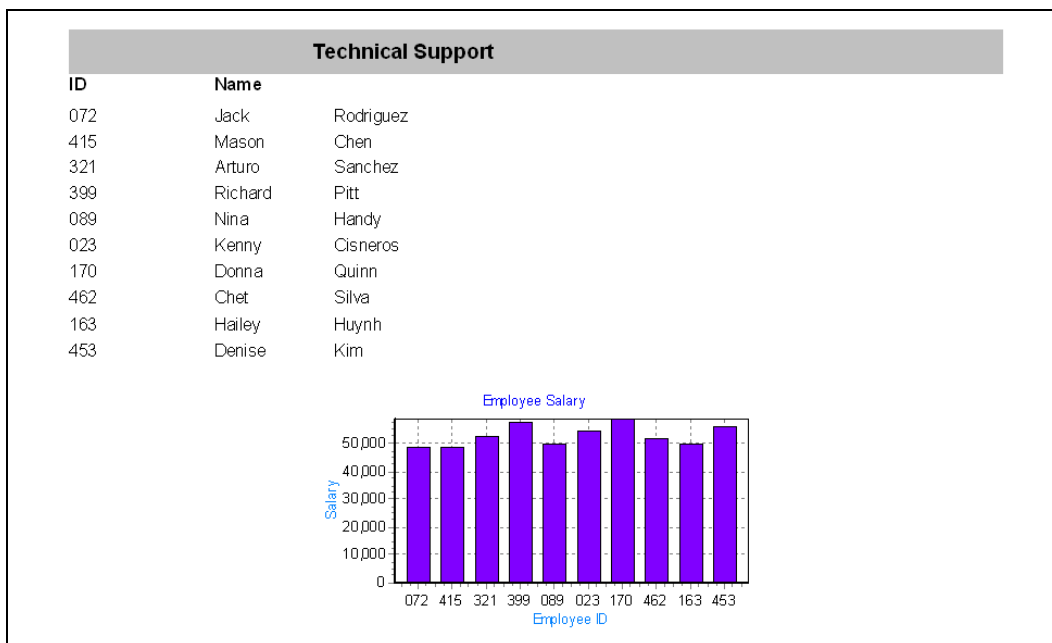 Technical Support
ID Name
072 Jack Rodriguez
415 Mason Chen
321 Arturo Sanchez
399 Richard Pitt
089 Nina Handy
023 Kenny Cisneros
170 Donna Quinn
462 Chet Silva
163 Hailey Huynh
453 Denise Kim
Employee Salary
50,000
40,000
30,000
20,000
10,000
0
Salary
072 415 321 399 089 023 170 462 163 453
Employee ID